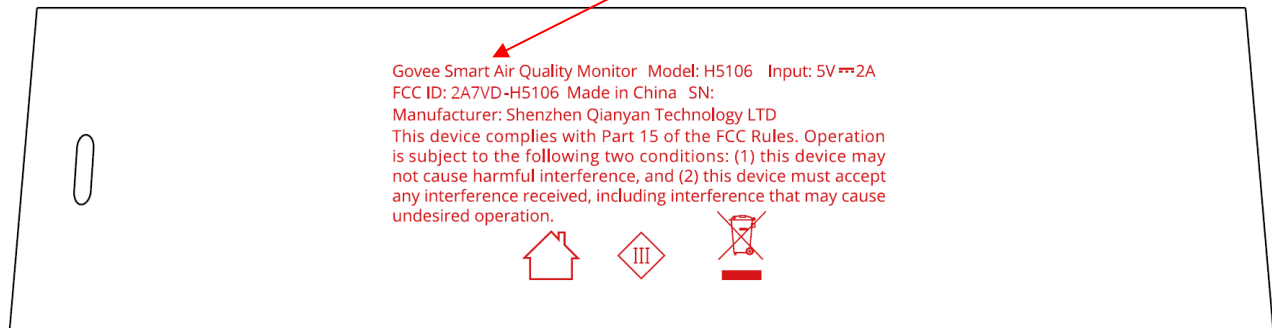 Govee Smart Air Quality Monitor Model: H5106 Input: 5V⎓2A
FCC ID: 2A7VD-H5106 Made in China SN:
Manufacturer: Shenzhen Qianyan Technology LTD
This device complies with Part 15 of the FCC Rules. Operation
is subject to the following two conditions: (1) this device may
not cause harmful interference, and (2) this device must accept
any interference received, including interference that may cause
undesired operation.
III